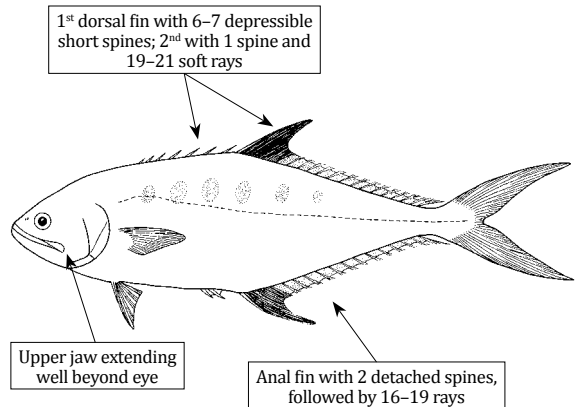 1st dorsal fin with 6–7 depressible
short spines; 2nd with 1 spine and
19–21 soft rays
Upper jaw extending
well beyond eye
Anal fin with 2 detached spines,
followed by 16–19 rays